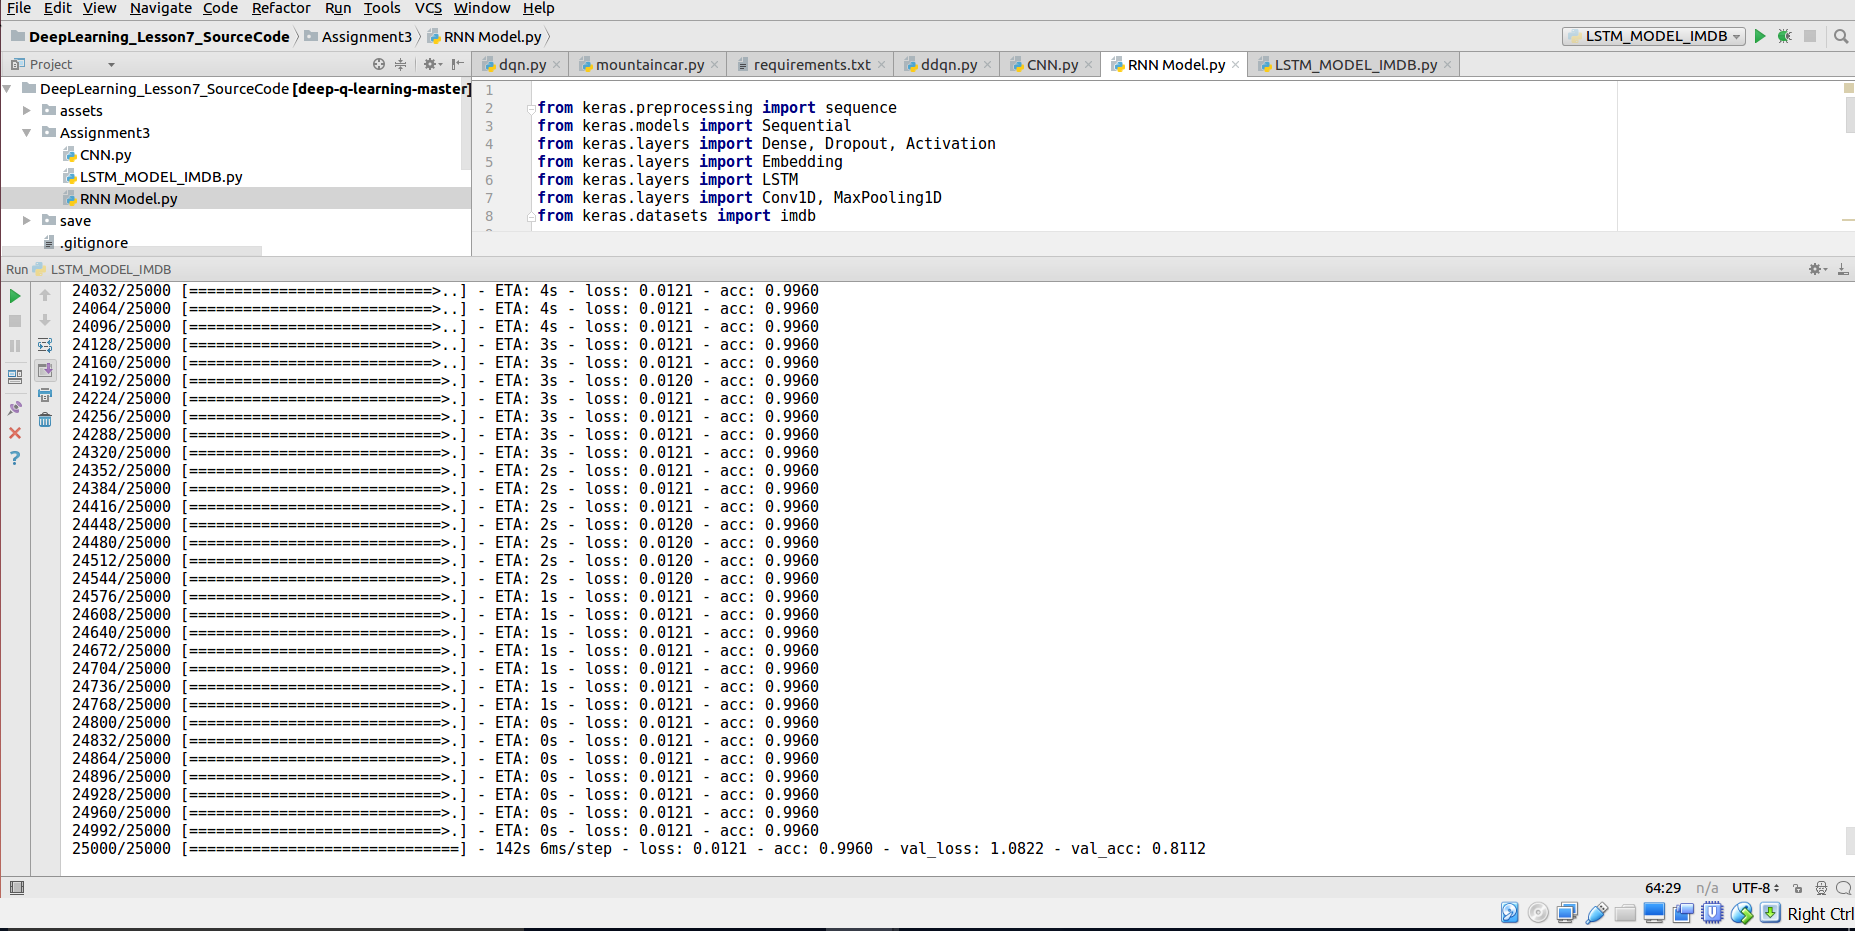 File Edit View Navigate Code Refactor Run Tools VCS Window Help
DeepLearning_Lesson7_SourceCode Assignment3 RNN Model.py LSTM_MODEL_IMDB
Project
dqn.py mountaincar.py requirements.txt ddqn.py CNN.py RNN Model.py LSTM_MODEL_IMDB.py
DeepLearning_Lesson7_SourceCode [deep-q-learning-master]
assets
Assignment3
CNN.py
LSTM_MODEL_IMDB.py
RNN Model.py
save
.gitignore
1
2 from keras.preprocessing import sequence
3 from keras.models import Sequential
4 from keras.layers import Dense, Dropout, Activation
5 from keras.layers import Embedding
6 from keras.layers import LSTM
7 from keras.layers import Conv1D, MaxPooling1D
8 from keras.datasets import imdb
Run LSTM_MODEL_IMDB
24032/25000 [===========================>..] - ETA: 4s - loss: 0.0121 - acc: 0.9960
24064/25000 [===========================>..] - ETA: 4s - loss: 0.0121 - acc: 0.9960
24096/25000 [===========================>..] - ETA: 4s - loss: 0.0121 - acc: 0.9960
24128/25000 [===========================>..] - ETA: 3s - loss: 0.0121 - acc: 0.9960
24160/25000 [===========================>..] - ETA: 3s - loss: 0.0121 - acc: 0.9960
24192/25000 [============================>.] - ETA: 3s - loss: 0.0120 - acc: 0.9960
24224/25000 [============================>.] - ETA: 3s - loss: 0.0121 - acc: 0.9960
24256/25000 [============================>.] - ETA: 3s - loss: 0.0121 - acc: 0.9960
24288/25000 [============================>.] - ETA: 3s - loss: 0.0121 - acc: 0.9960
24320/25000 [============================>.] - ETA: 3s - loss: 0.0121 - acc: 0.9960
24352/25000 [============================>.] - ETA: 2s - loss: 0.0121 - acc: 0.9960
24384/25000 [============================>.] - ETA: 2s - loss: 0.0121 - acc: 0.9960
24416/25000 [============================>.] - ETA: 2s - loss: 0.0121 - acc: 0.9960
24448/25000 [============================>.] - ETA: 2s - loss: 0.0120 - acc: 0.9960
24480/25000 [============================>.] - ETA: 2s - loss: 0.0120 - acc: 0.9960
24512/25000 [============================>.] - ETA: 2s - loss: 0.0120 - acc: 0.9960
24544/25000 [============================>.] - ETA: 2s - loss: 0.0120 - acc: 0.9960
24576/25000 [============================>.] - ETA: 1s - loss: 0.0121 - acc: 0.9960
24608/25000 [============================>.] - ETA: 1s - loss: 0.0121 - acc: 0.9960
24640/25000 [============================>.] - ETA: 1s - loss: 0.0121 - acc: 0.9960
24672/25000 [============================>.] - ETA: 1s - loss: 0.0121 - acc: 0.9960
24704/25000 [============================>.] - ETA: 1s - loss: 0.0121 - acc: 0.9960
24736/25000 [============================>.] - ETA: 1s - loss: 0.0121 - acc: 0.9960
24768/25000 [============================>.] - ETA: 1s - loss: 0.0121 - acc: 0.9960
24800/25000 [============================>.] - ETA: 0s - loss: 0.0121 - acc: 0.9960
24832/25000 [============================>.] - ETA: 0s - loss: 0.0121 - acc: 0.9960
24864/25000 [============================>.] - ETA: 0s - loss: 0.0121 - acc: 0.9960
24896/25000 [============================>.] - ETA: 0s - loss: 0.0121 - acc: 0.9960
24928/25000 [============================>.] - ETA: 0s - loss: 0.0121 - acc: 0.9960
24960/25000 [============================>.] - ETA: 0s - loss: 0.0121 - acc: 0.9960
24992/25000 [============================>.] - ETA: 0s - loss: 0.0121 - acc: 0.9960
25000/25000 [==============================] - 142s 6ms/step - loss: 0.0121 - acc: 0.9960 - val_loss: 1.0822 - val_acc: 0.8112
64:29 n/a UTF-8
Right Ctrl